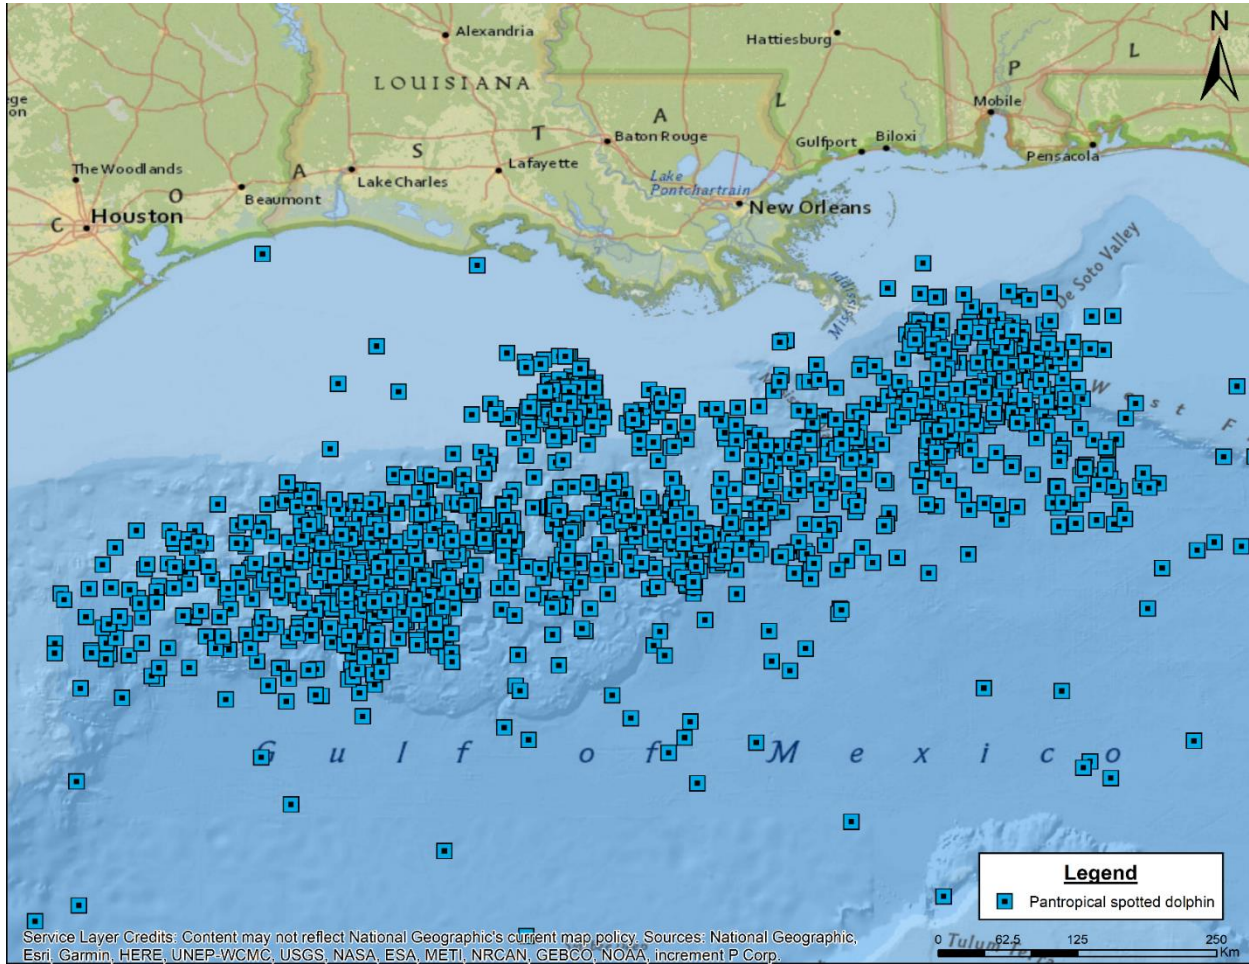 N
Alexandria
Hattiesburg
LOUISIANA
P L
Mobile
Baton Rouge
A L
Gulfport
Biloxi
Pensacola
The Woodlands
Lafayette
S T
Lake Charles
Lake
Pontchartrain
Beaumont
A
New Orleans
C O
Houston
De Soto Valley
West F
Gulf of Mexico
Legend
Pantropical spotted dolphin
Service Layer Credits: Content may not reflect National Geographic's current map policy. Sources: National Geographic,
Esri, Garmin, HERE, UNEP-WCMC, USGS, NASA, ESA, METI, NRCAN, GEBCO, NOAA, increment P Corp.
0 62.5 125 250
Km
Tulum Terra